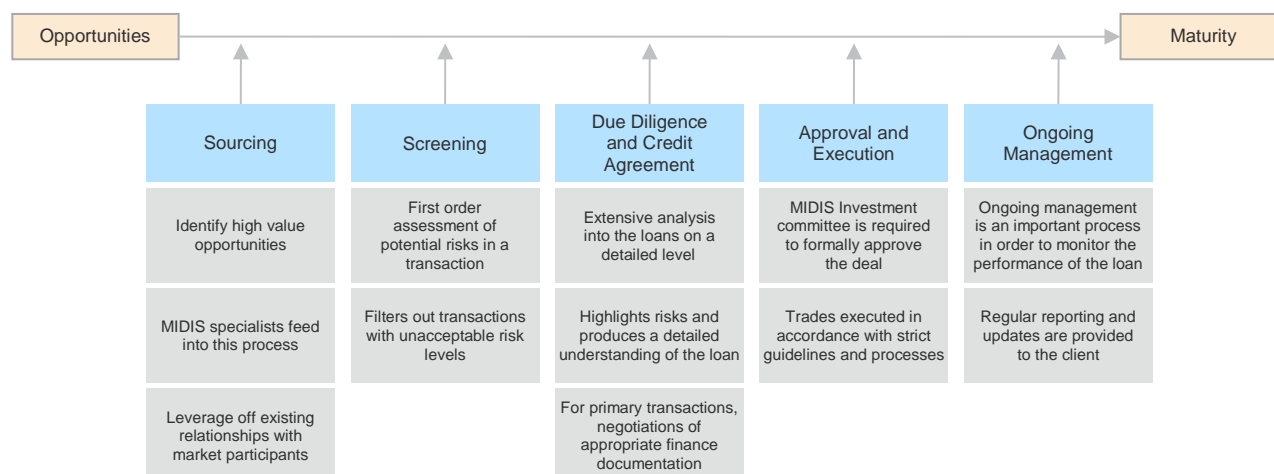 Opportunities
Maturity
Sourcing
Screening
Due Diligence
and Credit
Agreement
Approval and
Execution
Ongoing
Management
Identify high value
opportunities
First order
assessment of
potential risks in a
transaction
Extensive analysis
into the loans on a
detailed level
MIDIS Investment
committee is required
to formally approve
the deal
Ongoing management
is an important process
in order to monitor the
performance of the loan
MIDIS specialists feed
into this process
Filters out transactions
with unacceptable risk
levels
Highlights risks and
produces a detailed
understanding of the loan
Trades executed in
accordance with strict
guidelines and processes
Regular reporting and
updates are provided
to the client
Leverage off existing
relationships with
market participants
For primary transactions,
negotiations of
appropriate finance
documentation